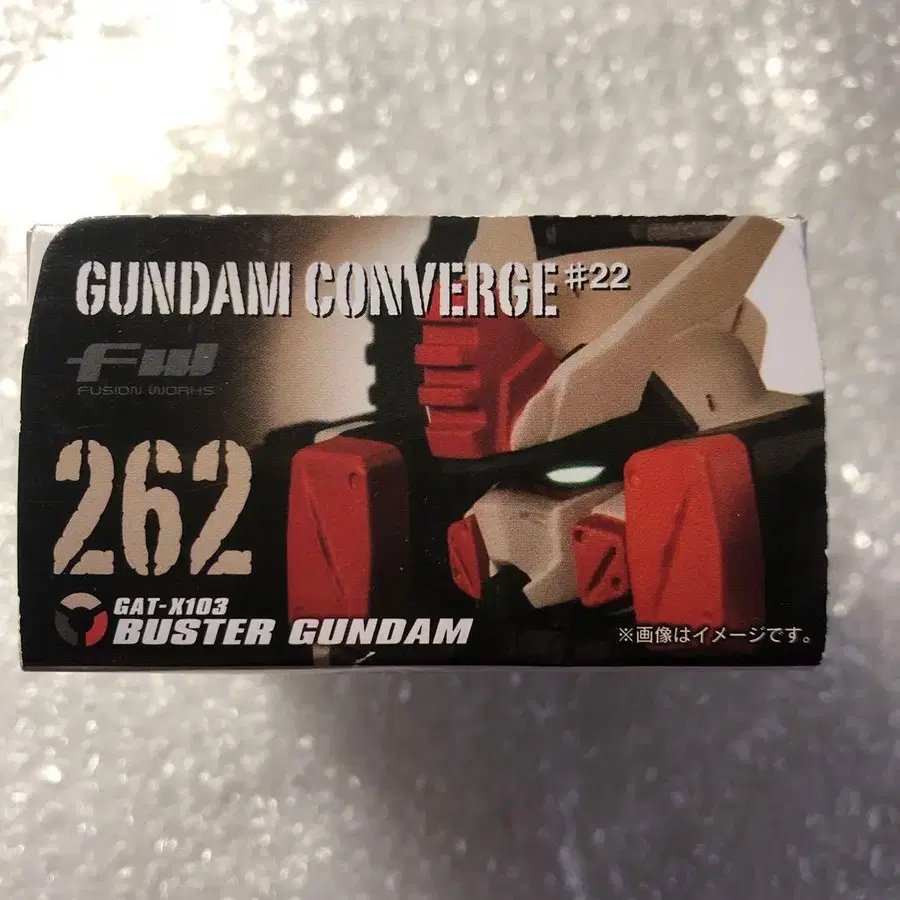 GUNDAM CONVERGE #22
FW
FUSION WORKS
262
GAT-X103
BUSTER GUNDAM
※画像はイメージです。